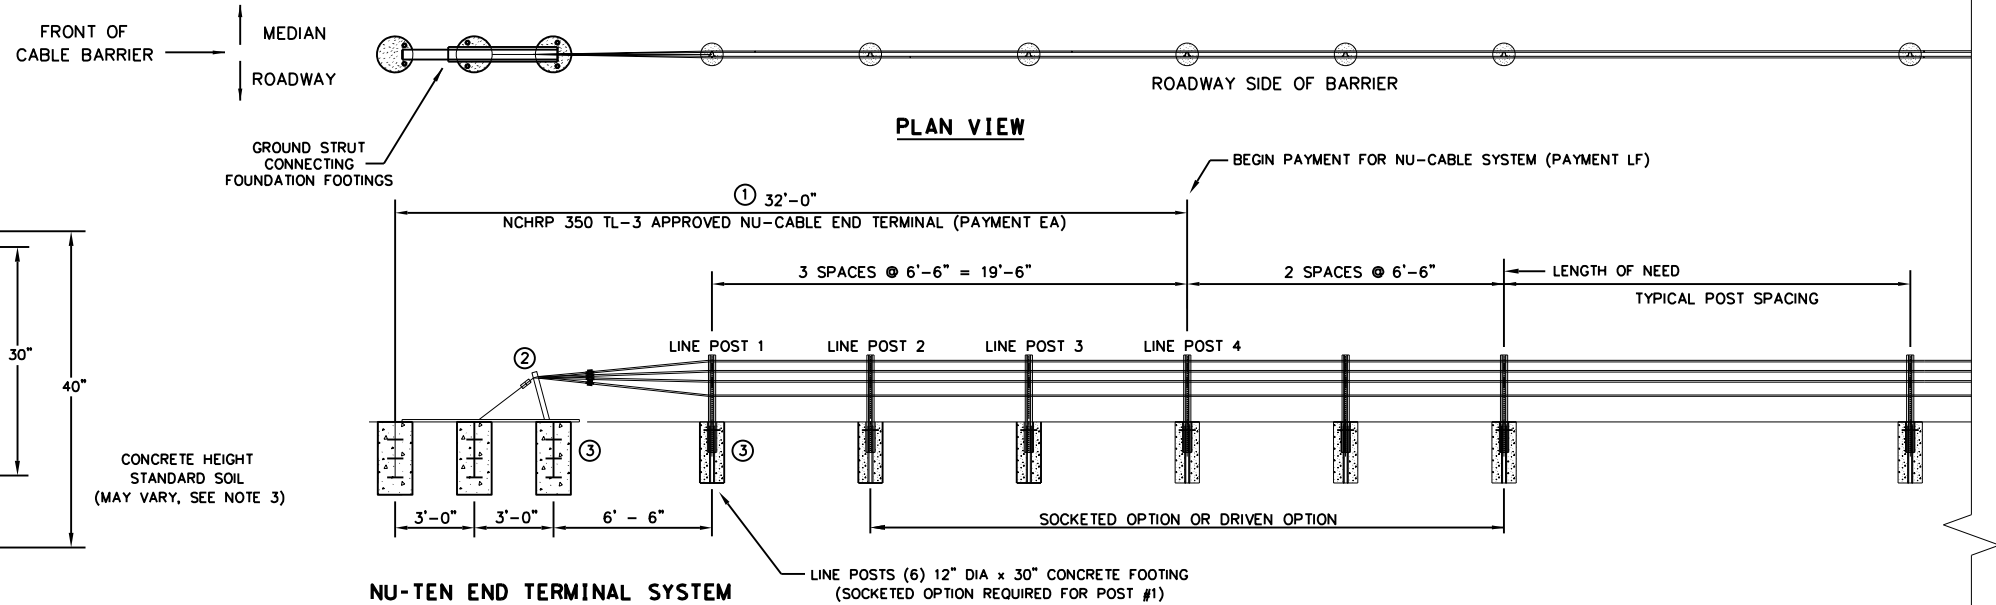 FRONT OF
CABLE BARRIER
MEDIAN
ROADWAY
ROADWAY SIDE OF BARRIER
PLAN VIEW
GROUND STRUT
CONNECTING
FOUNDATION FOOTINGS
BEGIN PAYMENT FOR NU-CABLE SYSTEM (PAYMENT LF)
1 32'-0"
NCHRP 350 TL-3 APPROVED NU-CABLE END TERMINAL (PAYMENT EA)
3 SPACES @ 6'-6" = 19'-6"
2 SPACES @ 6'-6"
LENGTH OF NEED
TYPICAL POST SPACING
30"
40"
2
LINE POST 1
LINE POST 2
LINE POST 3
LINE POST 4
3
3
CONCRETE HEIGHT
STANDARD SOIL
(MAY VARY, SEE NOTE 3)
3'-0"
3'-0"
6' - 6"
SOCKETED OPTION OR DRIVEN OPTION
LINE POSTS (6) 12" DIA x 30" CONCRETE FOOTING
(SOCKETED OPTION REQUIRED FOR POST #1)
NU-TEN END TERMINAL SYSTEM